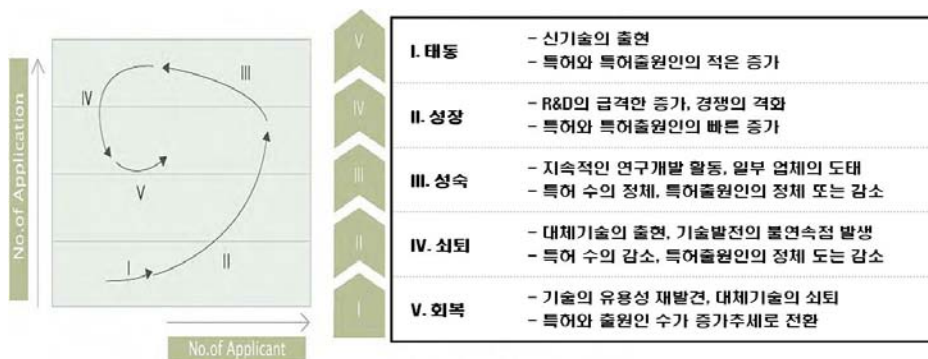 No.of Application
I
II
III
IV
V
No.of Applicant
V
IV
III
II
I
I. 태동
- 신기술의 출현
- 특허와 특허출원인의 적은 증가
II. 성장
- R&D의 급격한 증가, 경쟁의 격화
- 특허와 특허출원인의 빠른 증가
III. 성숙
- 지속적인 연구개발 활동, 일부 업체의 도태
- 특허 수의 정체, 특허출원인의 정체 또는 감소
IV. 쇠퇴
- 대체기술의 출현, 기술발전의 불연속점 발생
- 특허 수의 감소, 특허출원인의 정체 도는 감소
V. 회복
- 기술의 유용성 재발견, 대체기술의 쇠퇴
- 특허와 출원인 수가 증가추세로 전환